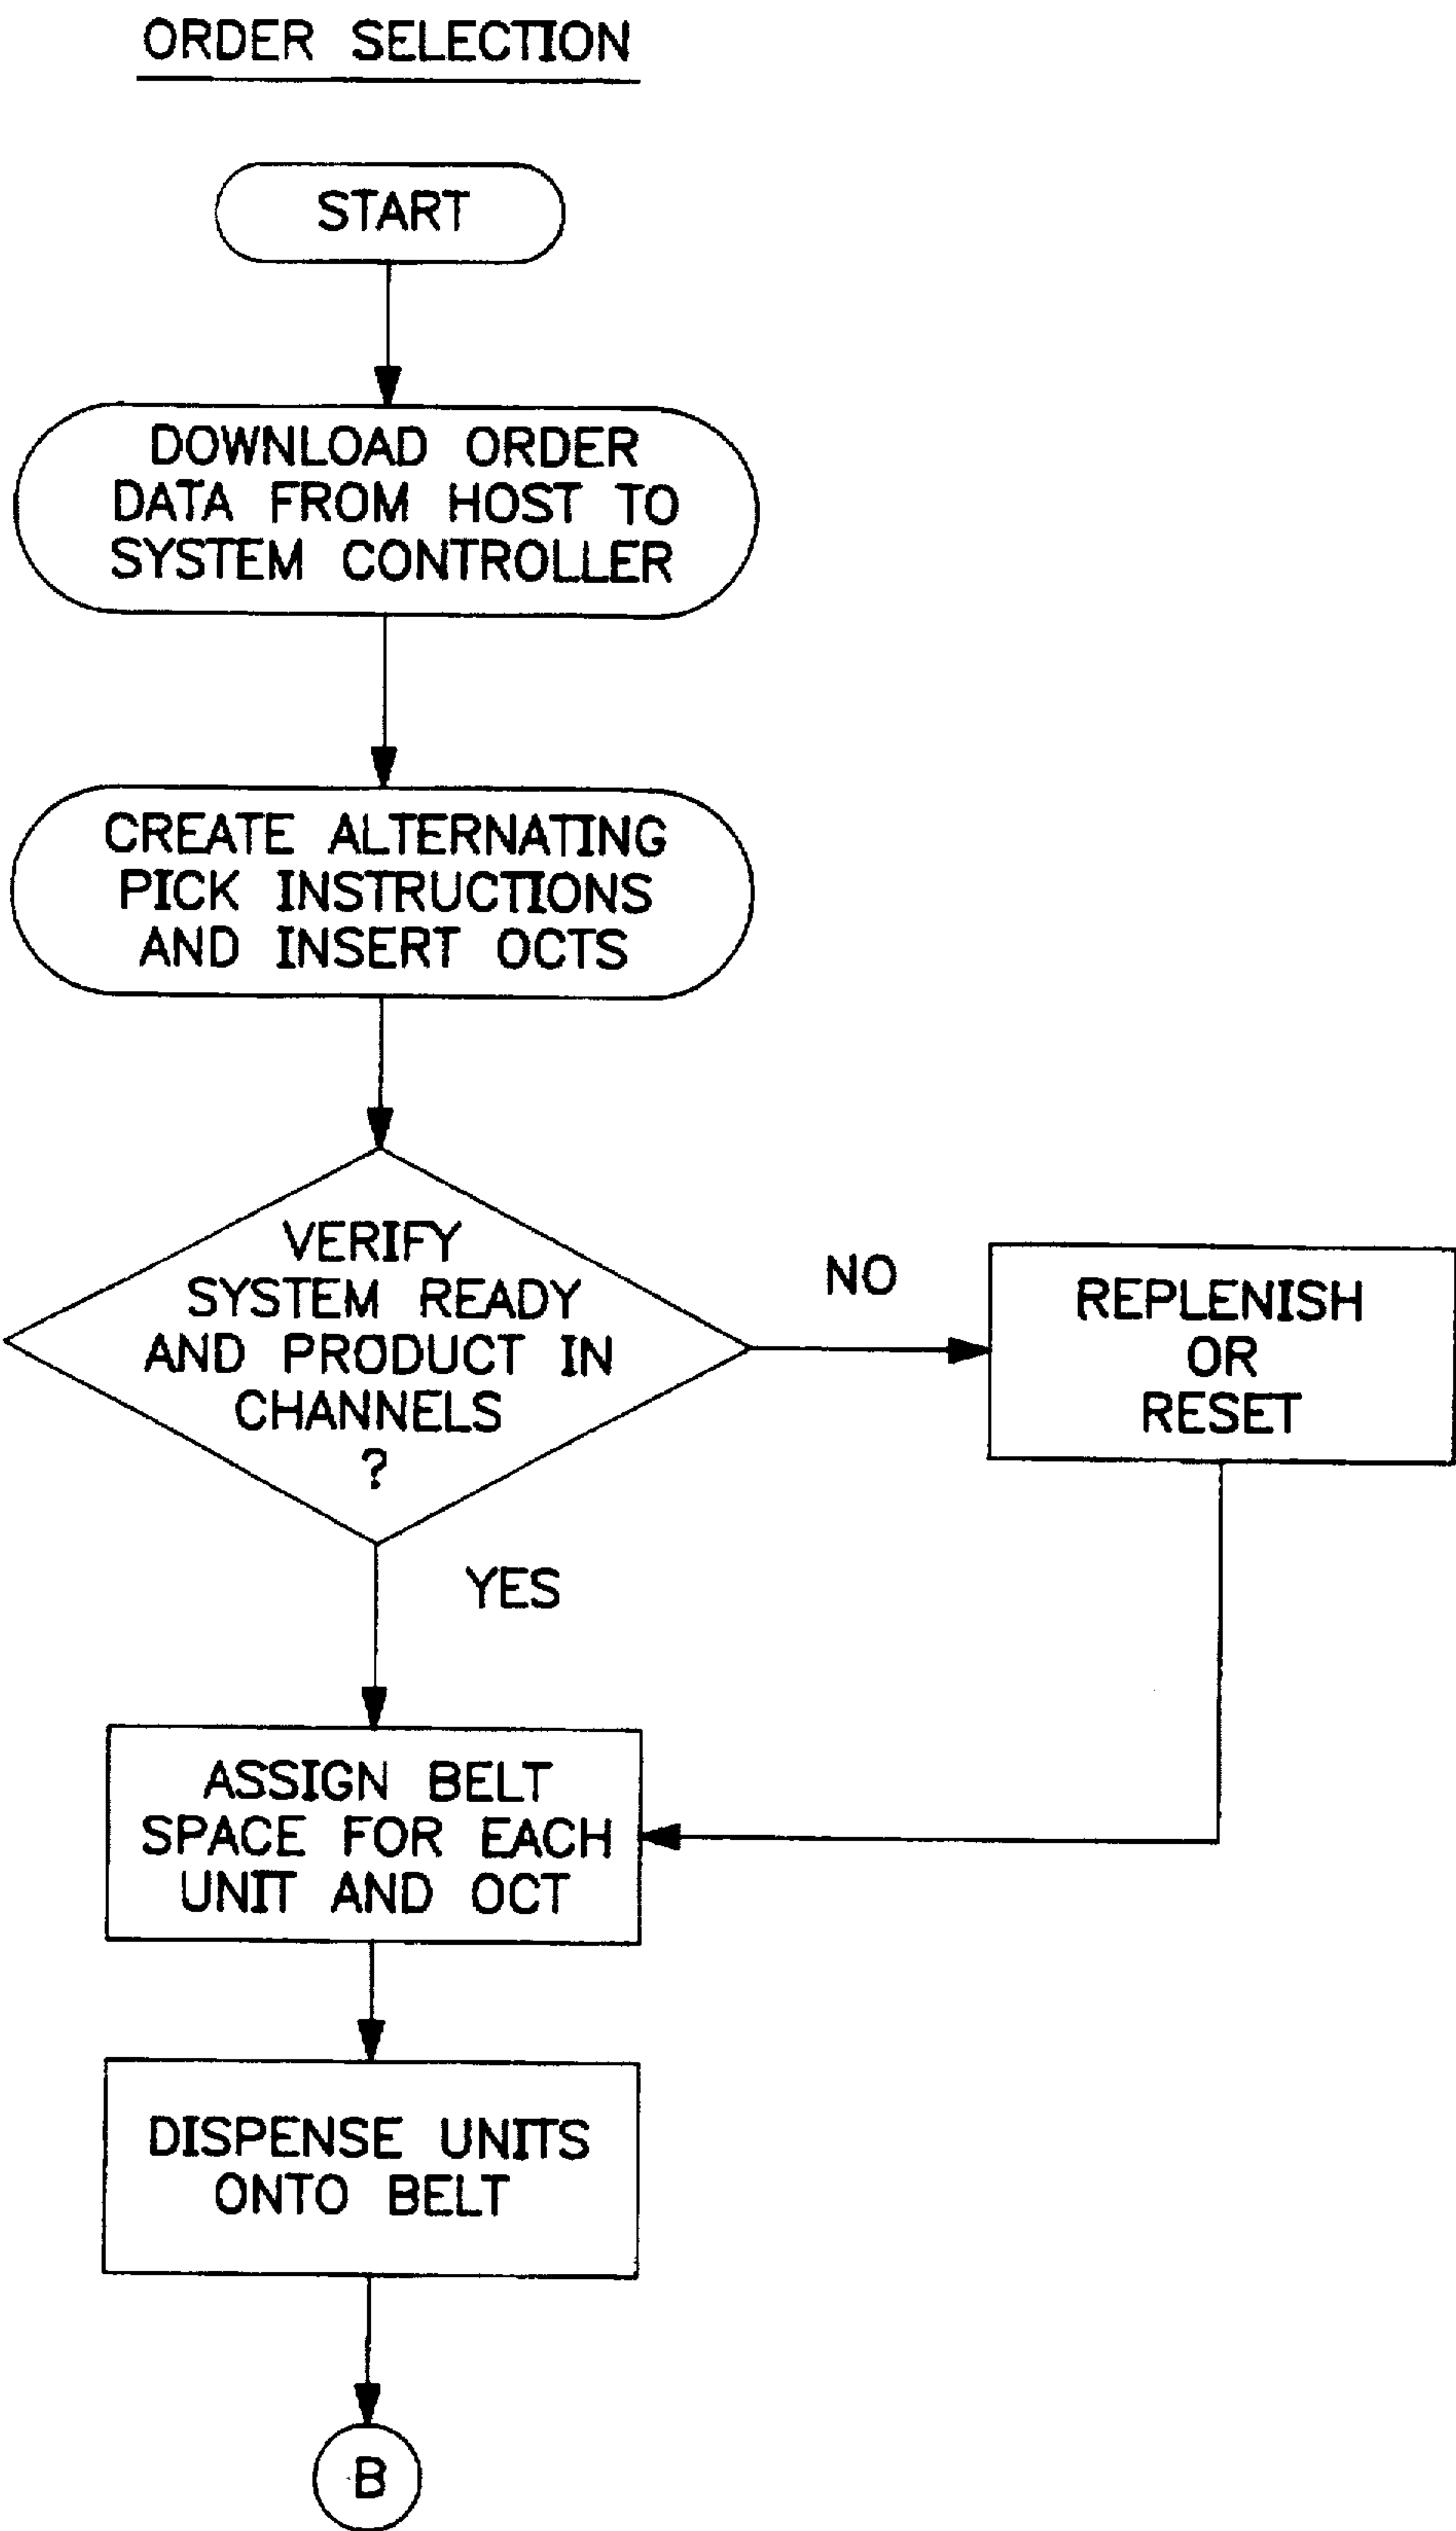 ORDER SELECTION
START
DOWNLOAD ORDER
DATA FROM HOST TO
SYSTEM CONTROLLER
CREATE ALTERNATING
PICK INSTRUCTIONS
AND INSERT OCTS
VERIFY
SYSTEM READY
AND PRODUCT IN
CHANNELS
?
NO
REPLENISH
OR
RESET
YES
ASSIGN BELT
SPACE FOR EACH
UNIT AND OCT
DISPENSE UNITS
ONTO BELT
B